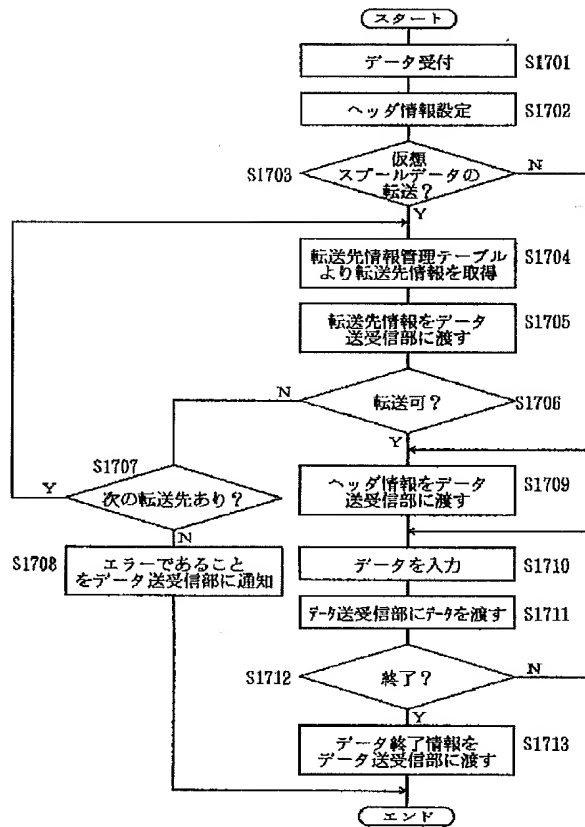 スタート
データ受付
S1701
ヘッダ情報設定
S1702
仮想
スプールデータの
転送？
S1703
N
Y
転送先情報管理テーブル
より転送先情報を取得
S1704
転送先情報をデータ
送受信部に渡す
S1705
転送可？
S1706
N
Y
S1707
次の転送先あり？
Y
N
S1708
エラーであること
をデータ送受信部に通知
ヘッダ情報をデータ
送受信部に渡す
S1709
データを入力
S1710
データ送受信部にデータを渡す
S1711
S1712
終了？
N
Y
データ終了情報を
データ送受信部に渡す
S1713
エンド